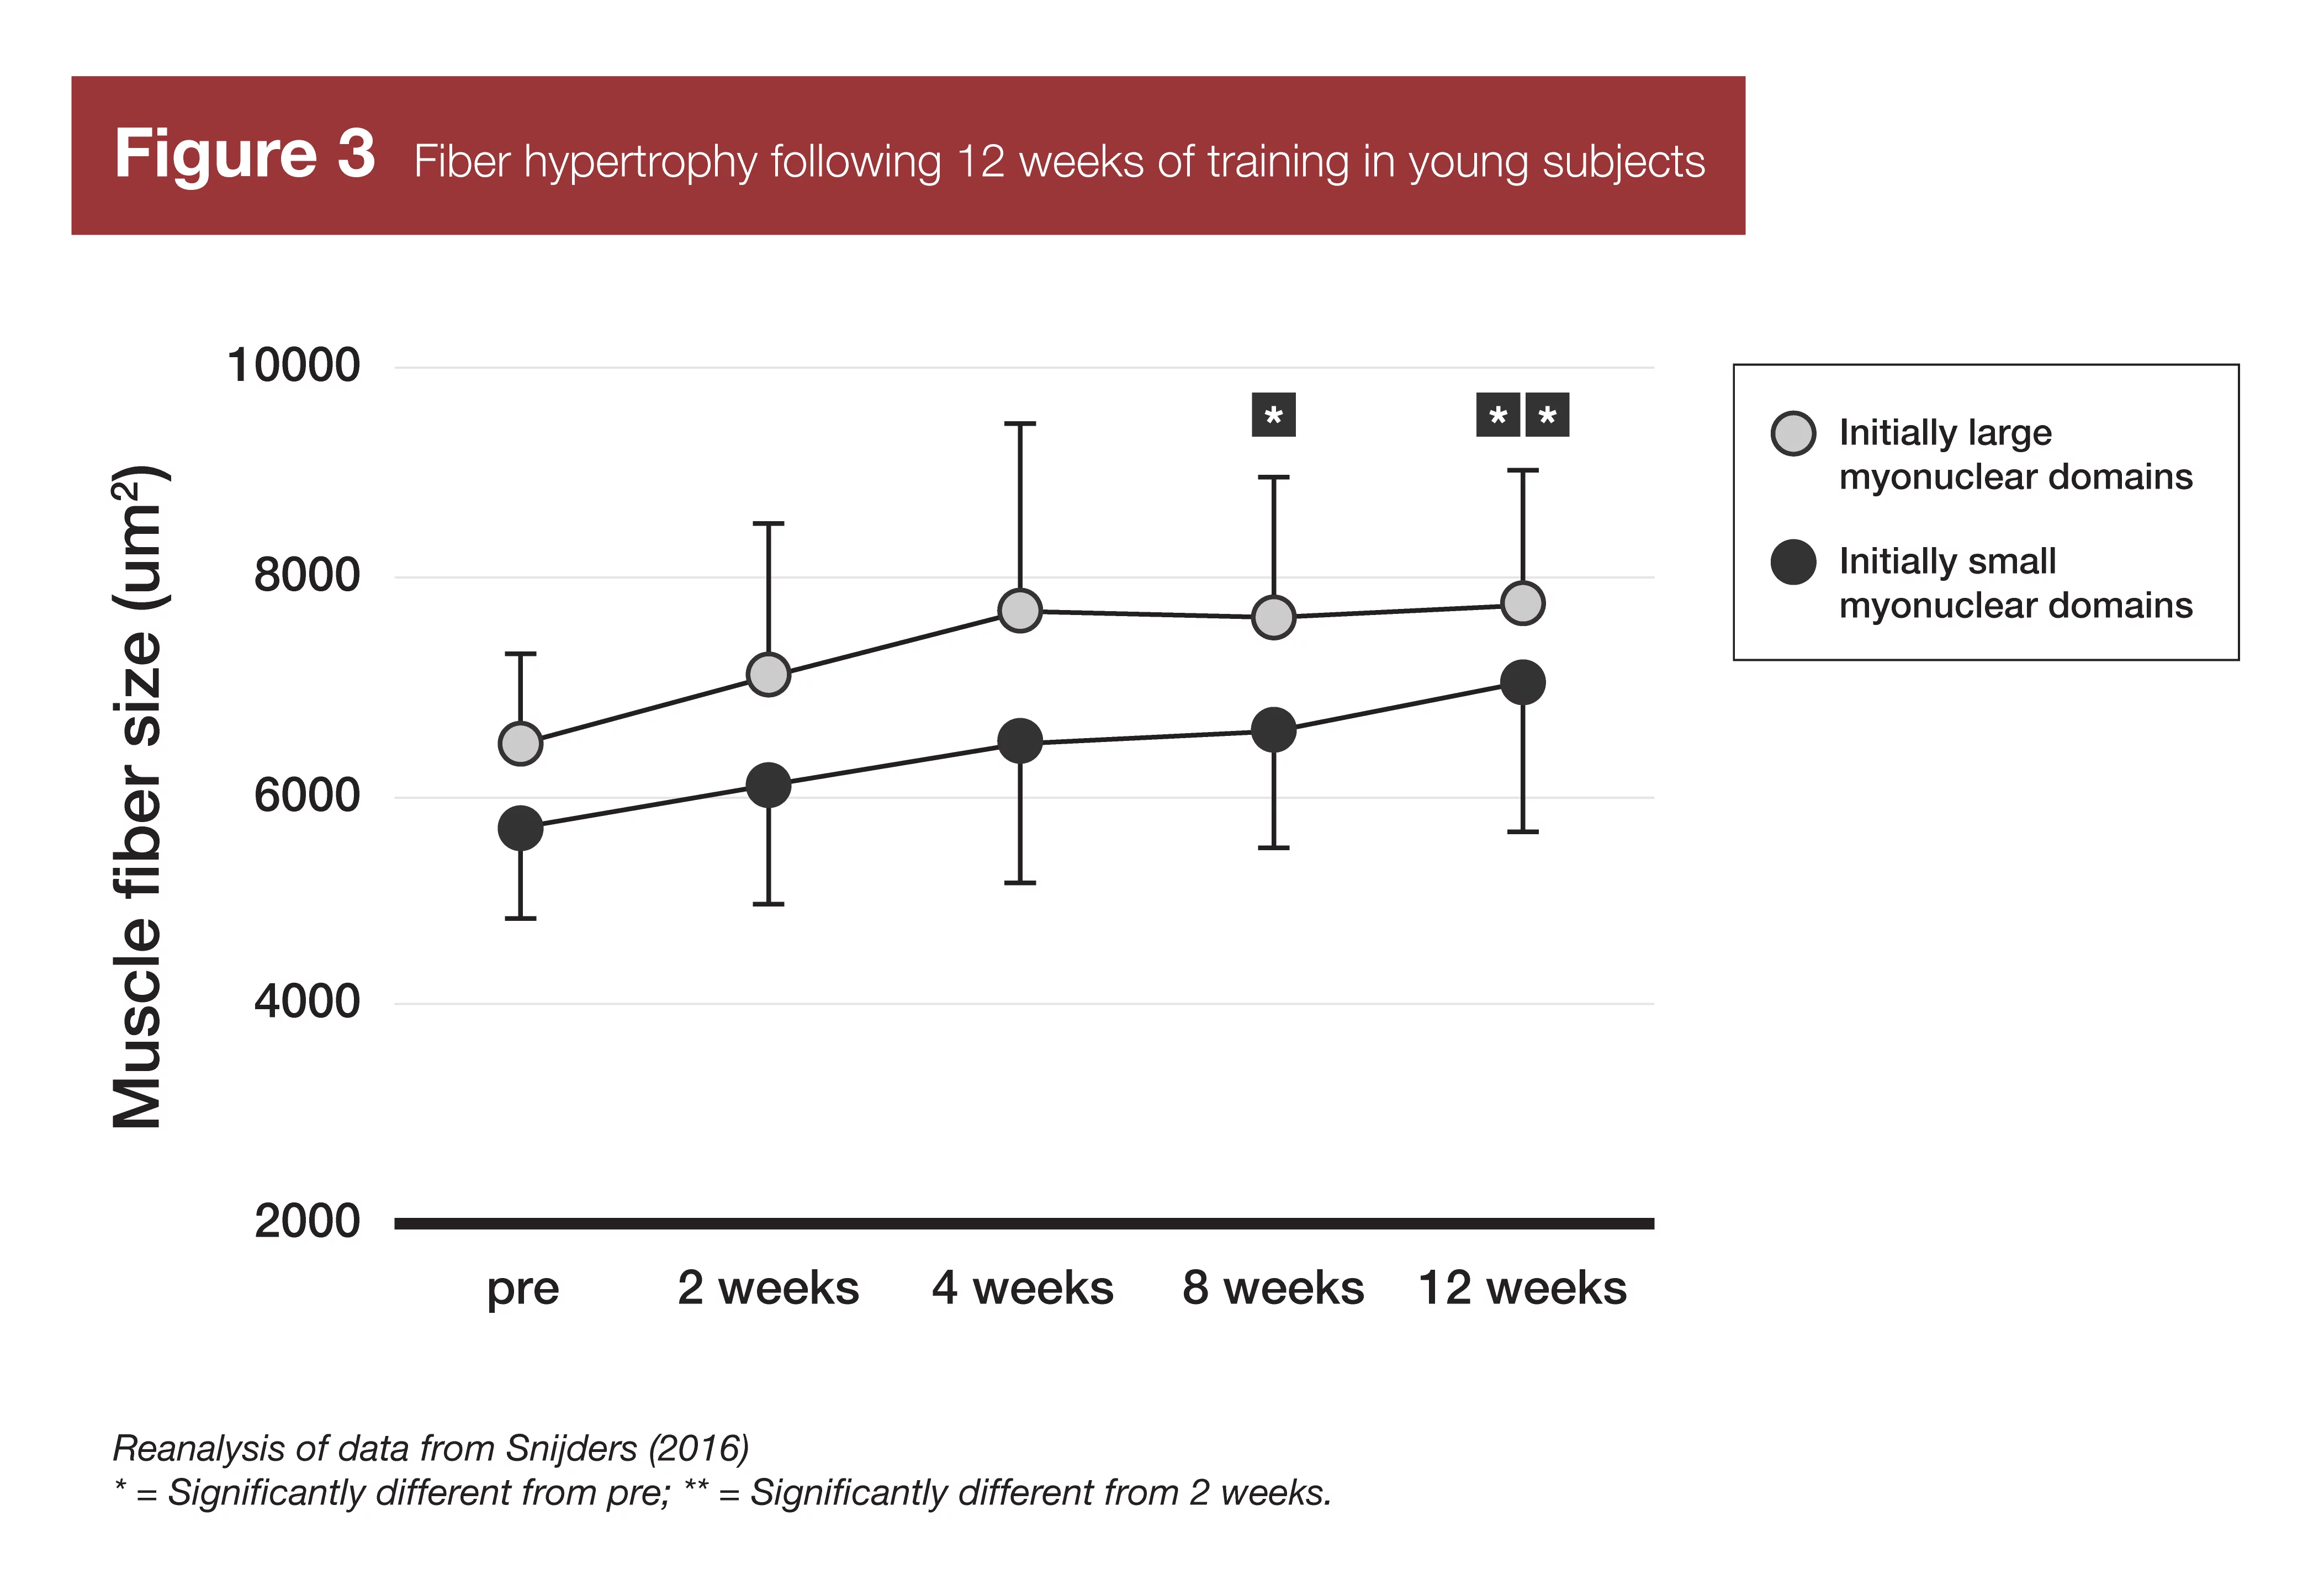 Figure 3 Fiber hypertrophy following 12 weeks of training in young subjects
Muscle fiber size (um²)
10000
8000
6000
4000
2000
* **
pre 2 weeks 4 weeks 8 weeks 12 weeks
Initially large
myonuclear domains
Initially small
myonuclear domains
Reanalysis of data from Snijders (2016)
* = Significantly different from pre; ** = Significantly different from 2 weeks.